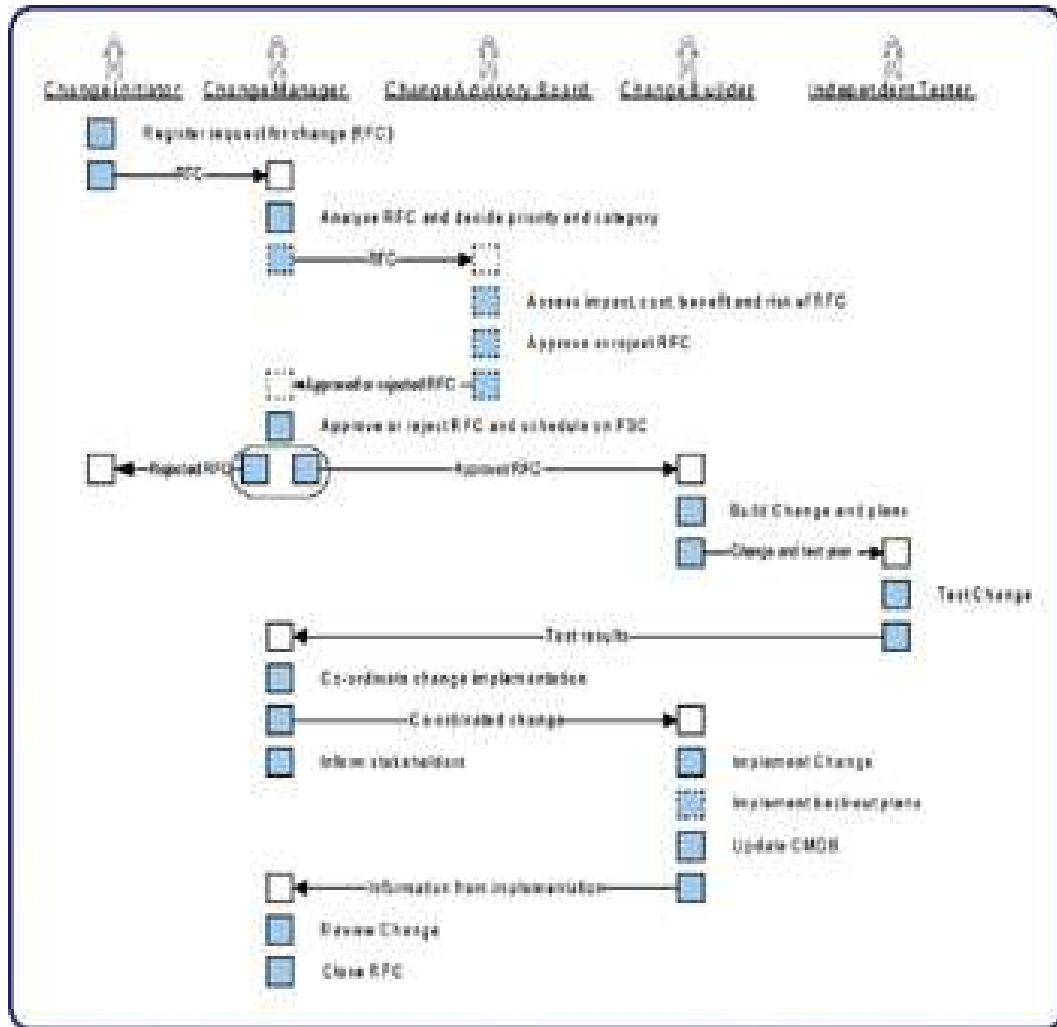 Change Initiator Change Manager Change Advisory Board Change Builder Independent Tester
Register request for change (RFC)
RFC
Analyse RFC and decide priority and category
RFC
Assess impact, cost, benefit and risk of RFC
Approve or reject RFC
Approved or rejected RFC
Approve or reject RFC and schedule on FSC
Rejected RFC Approved RFC
Build Change and plans
Change and test plan
Test Change
Test results
Co-ordinate change implementation
Co-ordinated change
Inform stakeholders Implement Change
Implement back-out plans
Update CMDB
Information from implementation
Review Change
Close RFC